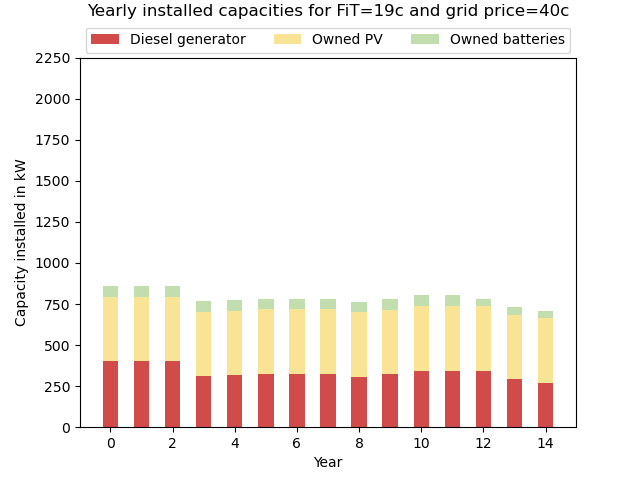 Yearly installed capacities for FiT=19c and grid price=40c
Diesel generator Owned PV Owned batteries
2250
2000
1750
1500
1250
1000
750
500
250
0
Capacity installed in kW
0 2 4 6 8 10 12 14
Year